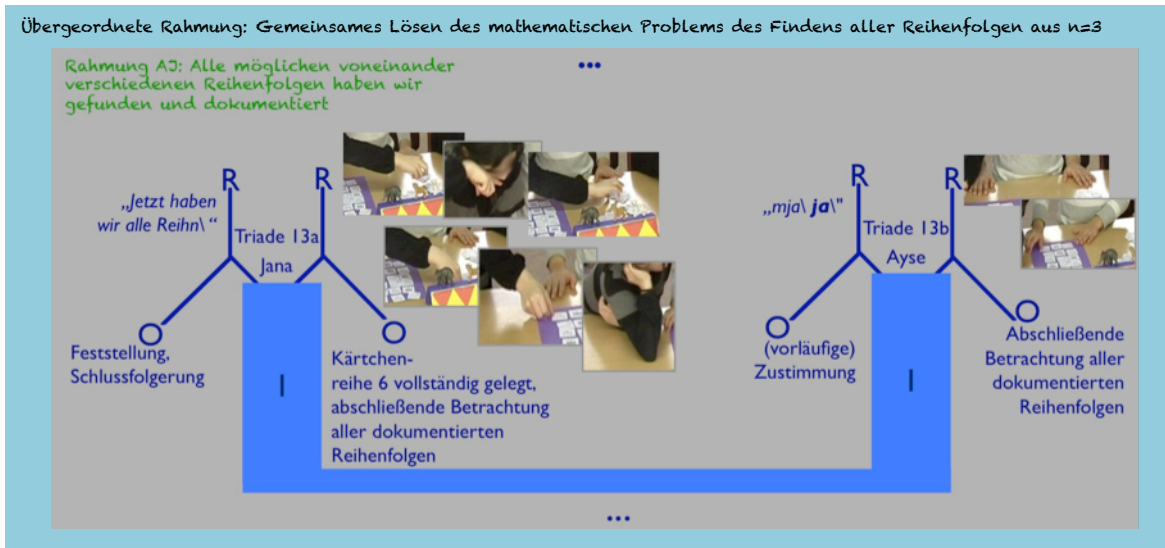 Übergeordnete Rahmung: Gemeinsames Lösen des mathematischen Problems des Findens aller Reihenfolgen aus n=3
Rahmung AJ: Alle möglichen voneinander
verschiedenen Reihenfolgen haben wir
gefunden und dokumentiert
...
R
R
„Jetzt haben
wir alle Reihn\ “
Triade 13a
Jana
O
O
Feststellung,
Schlussfolgerung
I
Kärtchen-
reihe 6 vollständig gelegt,
abschließende Betrachtung
aller dokumentierten
Reihenfolgen
R
R
„mja\ ja\"
Triade 13b
Ayse
O
O
(vorläufige)
Zustimmung
I
Abschließende
Betrachtung aller
dokumentierten
Reihenfolgen
...